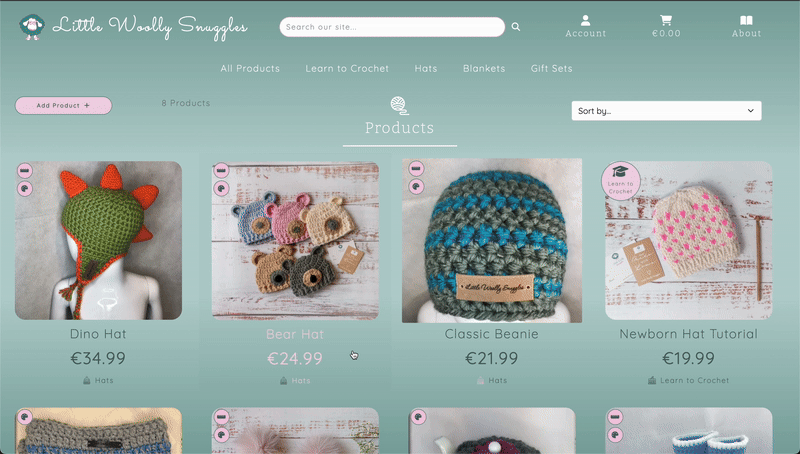 Little Woolly Snuggles
Search our site...
Account
€0.00
About
All Products
Learn to Crochet
Hats
Blankets
Gift Sets
Add Product +
8 Products
Products
Sort by...
Learn to
Crochet
Little Woolly Snuggles
Dino Hat
Bear Hat
Classic Beanie
Newborn Hat Tutorial
€34.99
€24.99
€21.99
€19.99
Hats
Hats
Hats
Learn to Crochet